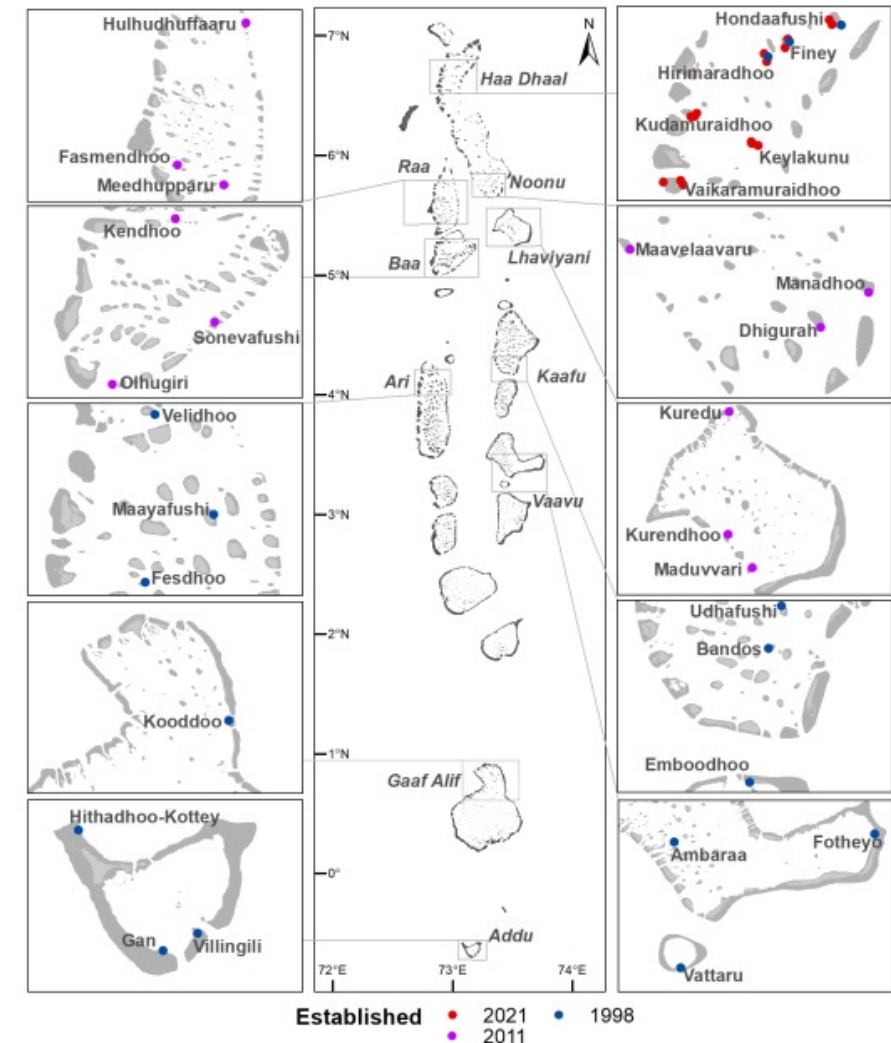 Hulhudhuffaaru
Fasmendhoo
Meedhupparu
Kendhoo
Sonevafushi
Olhugiri
Velidhoo
Maayafushi
Fesdhoo
Kooddoo
Hithadhoo-Kottey
Gan
Villingili
N
7°N
6°N
5°N
4°N
3°N
2°N
1°N
0°
72°E
73°E
74°E
Haa Dhaal
Raa
Noonu
Baa
Lhaviyani
Ari
Kaafu
Vaavu
Gaaf Alif
Addu
Hondaafushi
Finey
Hirimaradhoo
Kudamuraidhoo
Keylakunu
Vaikaramuraidhoo
Maavelaavaru
Manadhoo
Dhigurah
Kuredu
Kurendhoo
Maduvvari
Udhafushi
Bandos
Emboodhoo
Ambaraa
Fotheyo
Vattaru
Established
2021
1998
2011